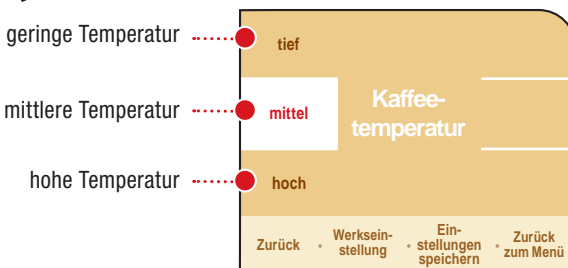 geringe Temperatur
tief
mittlere Temperatur
mittel
Kaffee-
temperatur
hohe Temperatur
hoch
Zurück
Werksein-
stellung
Ein-
stellungen
speichern
Zurück
zum Menü